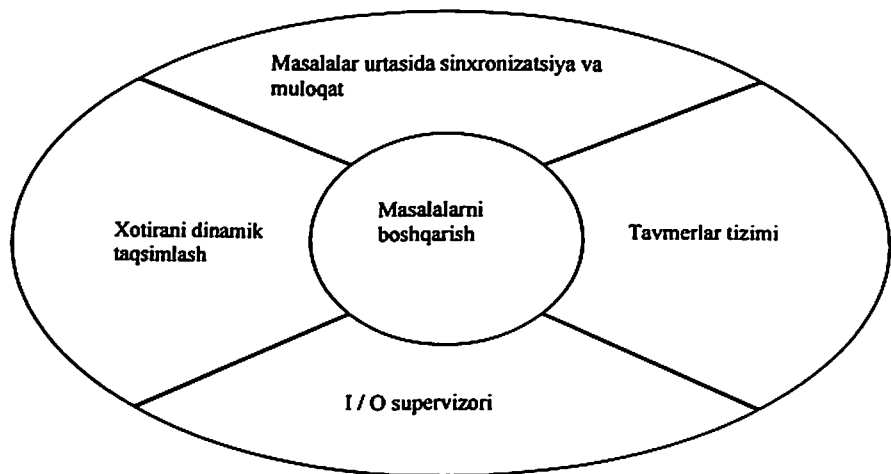 Masalalar urtasida sinxronizatsiya va
muloqat
Xotirani dinamik
taqsimlash
Masalalarni
boshqarish
Tavmerlar tizimi
I / O supervizori